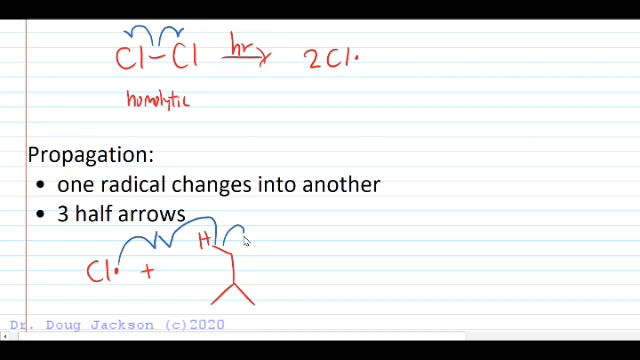 Cl–Cl hν → 2Cl•
homolytic
Propagation:
• one radical changes into another
• 3 half arrows
H
Cl• +
Dr. Doug Jackson (c)2020